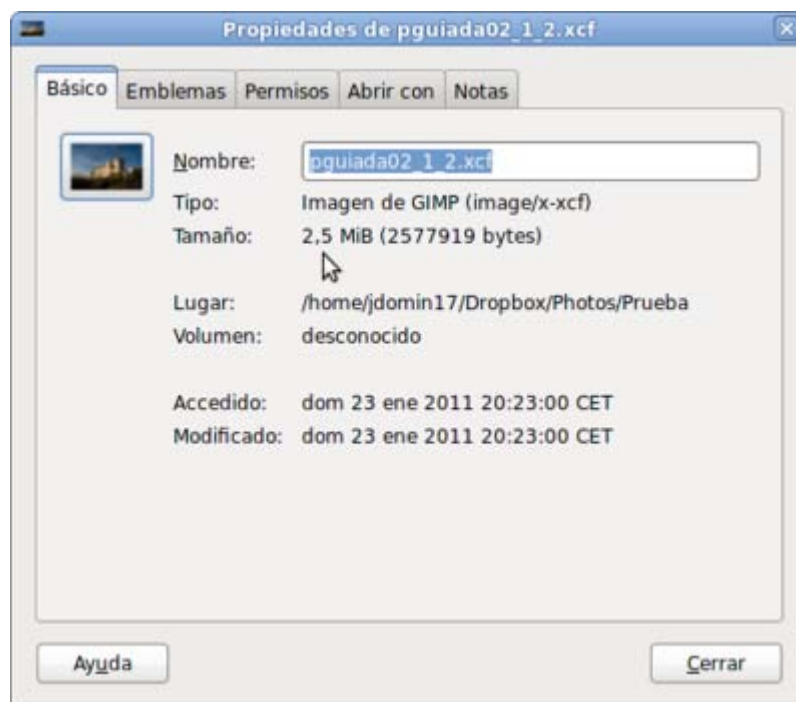 Propiedades de pguiada02_1_2.xcf
Básico Emblemas Permisos Abrir con Notas
Nombre: pguiada02_1_2.xcf
Tipo: Imagen de GIMP (image/x-xcf)
Tamaño: 2,5 MiB (2577919 bytes)
Lugar: /home/jdomin17/Dropbox/Photos/Prueba
Volumen: desconocido
Accedido: dom 23 ene 2011 20:23:00 CET
Modificado: dom 23 ene 2011 20:23:00 CET
Ayuda Cerrar